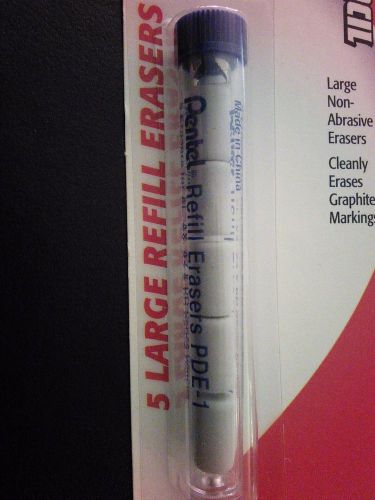 5 LARGE REFILL ERASERS
Pentel Refill Erasers PDE-1
Made in China
Large
Non-
Abrasive
Erasers
Cleanly
Erases
Graphite
Markings